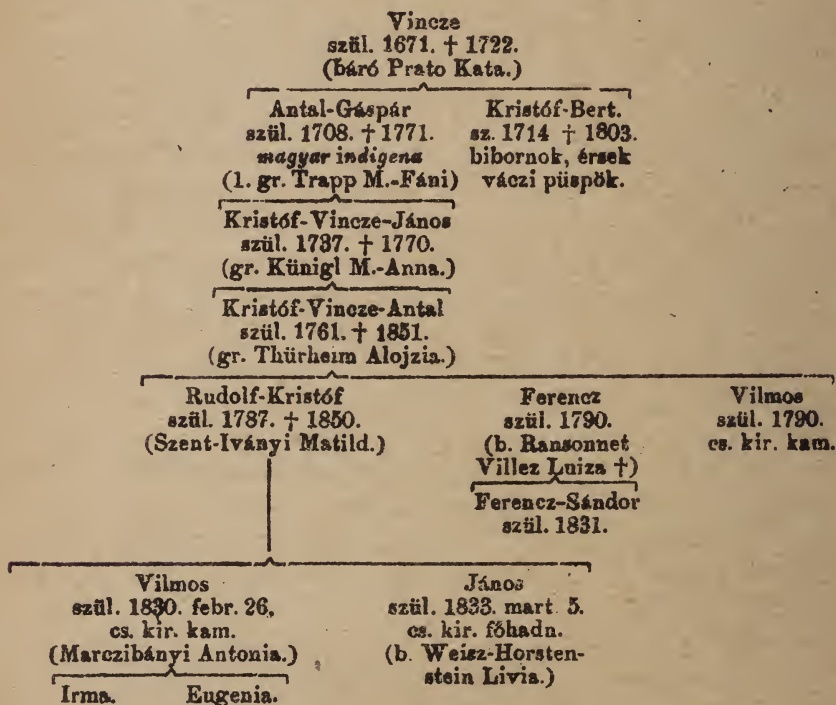 Vincze
szül. 1671. † 1722.
(báró Prato Kata.)
Antal-Gáspár
szül. 1708. † 1771.
magyar indigena
(1. gr. Trapp M.-Fáni)
Kristóf-Bert.
sz. 1714 † 1803.
bibornok, érsek
váczi püspök.
Kristóf-Vincze-János
szül. 1737. † 1770.
(gr. Künigl M.-Anna.)
Kristóf-Vincze-Antal
szül. 1761. † 1851.
(gr. Thürheim Alojzia.)
Rudolf-Kristóf
szül. 1787. † 1850.
(Szent-Iványi Matild.)
Ferencz
szül. 1790.
(b. Ransonnet
Villez Luiza †)
Vilmos
szül. 1790.
cs. kir. kam.
Ferencz-Sándor
szül. 1831.
Vilmos
szül. 1830. febr. 26.
cs. kir. kam.
(Marczibányi Antonia.)
János
szül. 1833. mart. 5.
cs. kir. főhadn.
(b. Weisz-Horsten-
stein Livia.)
Irma. Eugenia.